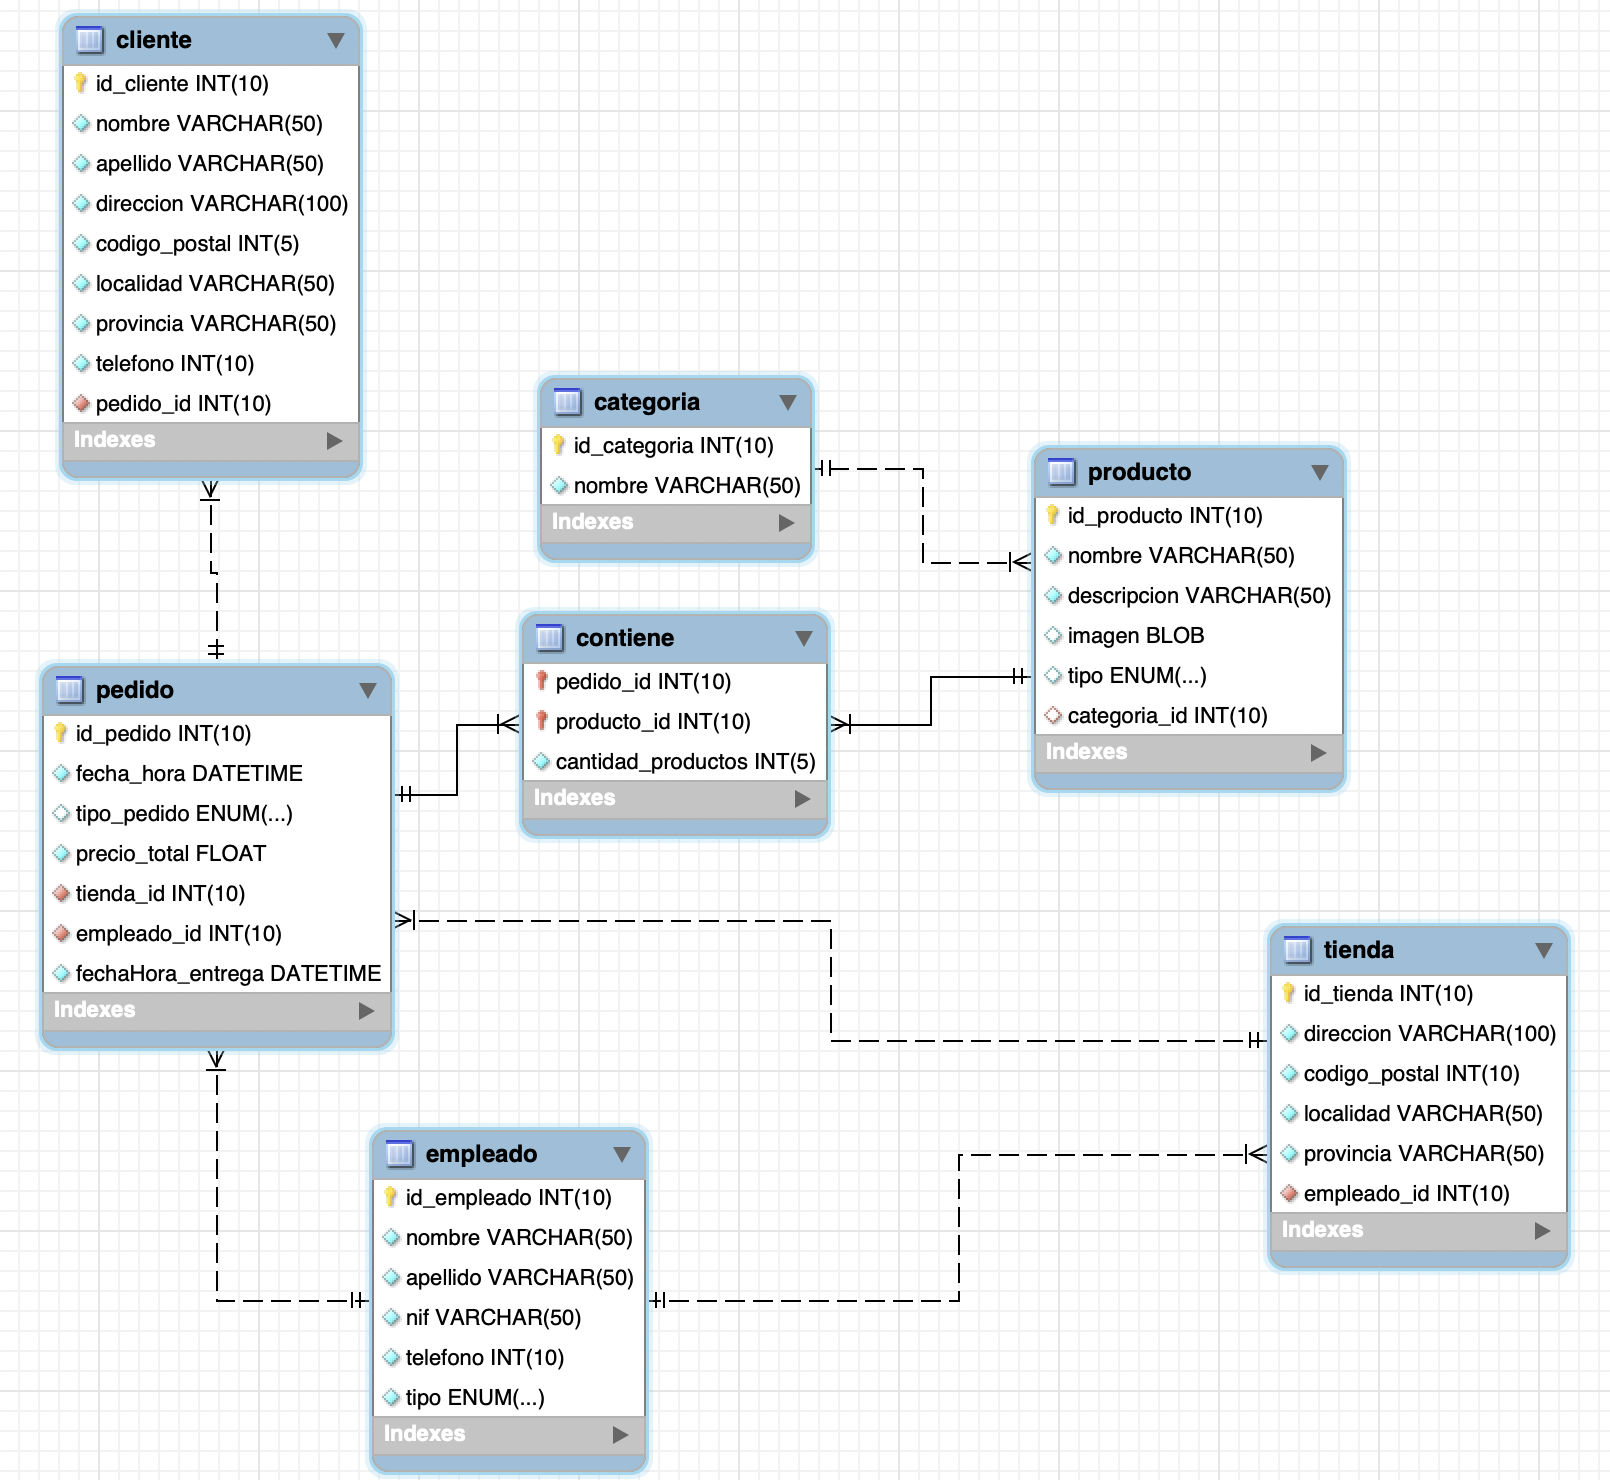 cliente
id_cliente INT(10)
nombre VARCHAR(50)
apellido VARCHAR(50)
direccion VARCHAR(100)
codigo_postal INT(5)
localidad VARCHAR(50)
provincia VARCHAR(50)
telefono INT(10)
pedido_id INT(10)
Indexes
categoria
id_categoria INT(10)
nombre VARCHAR(50)
Indexes
producto
id_producto INT(10)
nombre VARCHAR(50)
descripcion VARCHAR(50)
imagen BLOB
tipo ENUM(...)
categoria_id INT(10)
Indexes
contiene
pedido_id INT(10)
producto_id INT(10)
cantidad_productos INT(5)
Indexes
pedido
id_pedido INT(10)
fecha_hora DATETIME
tipo_pedido ENUM(...)
precio_total FLOAT
tienda_id INT(10)
empleado_id INT(10)
fechaHora_entrega DATETIME
Indexes
tienda
id_tienda INT(10)
direccion VARCHAR(100)
codigo_postal INT(10)
localidad VARCHAR(50)
provincia VARCHAR(50)
empleado_id INT(10)
Indexes
empleado
id_empleado INT(10)
nombre VARCHAR(50)
apellido VARCHAR(50)
nif VARCHAR(50)
telefono INT(10)
tipo ENUM(...)
Indexes